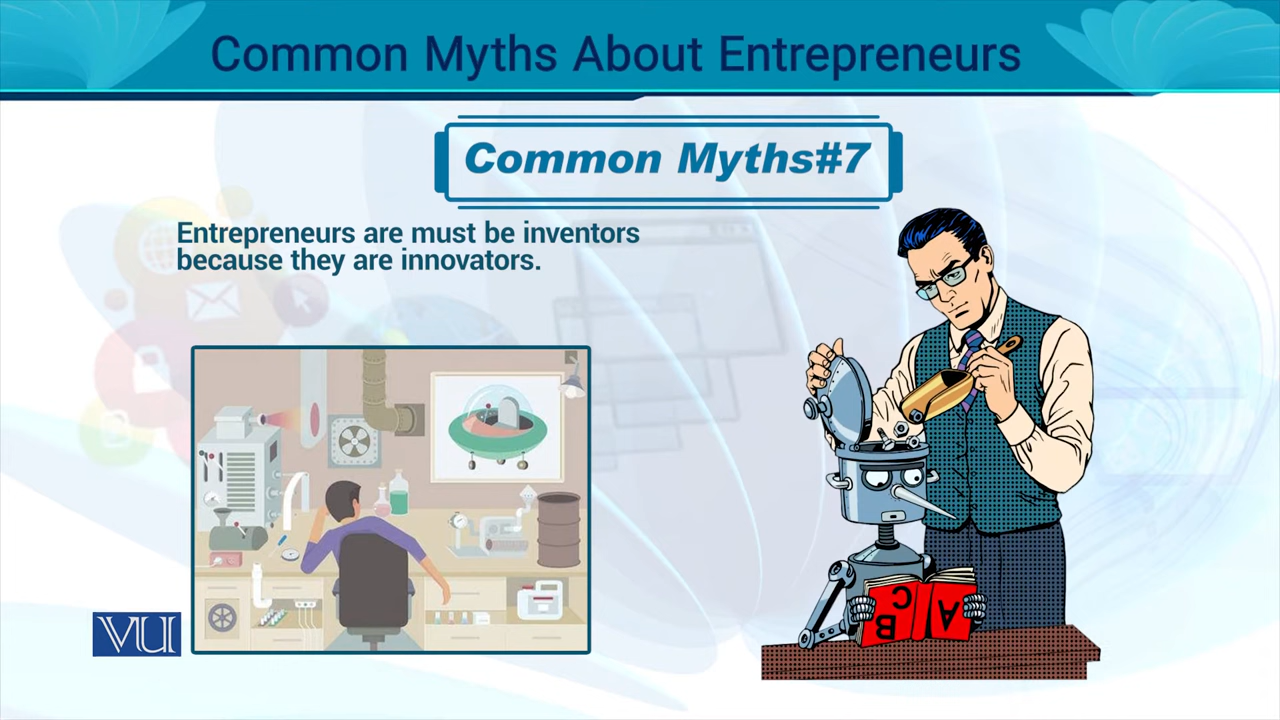 Common Myths About Entrepreneurs
Common Myths#7
Entrepreneurs are must be inventors
because they are innovators.
VU
A
B
C